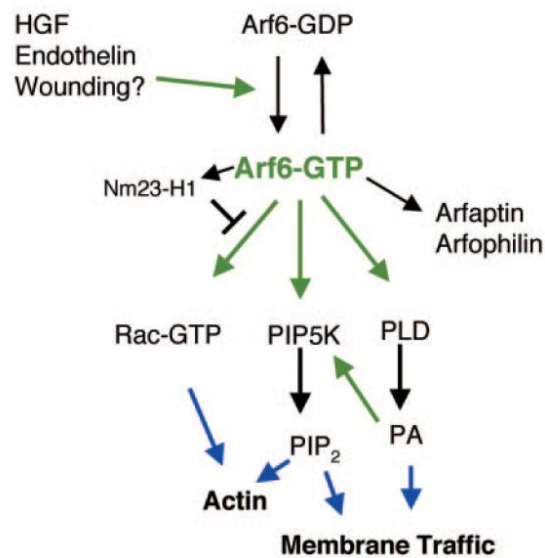 HGF
Endothelin
Wounding?
Arf6-GDP
Arf6-GTP
Nm23-H1
Arfaptin
Arfophilin
Rac-GTP
PIP5K
PLD
PIP2
PA
Actin
Membrane Traffic